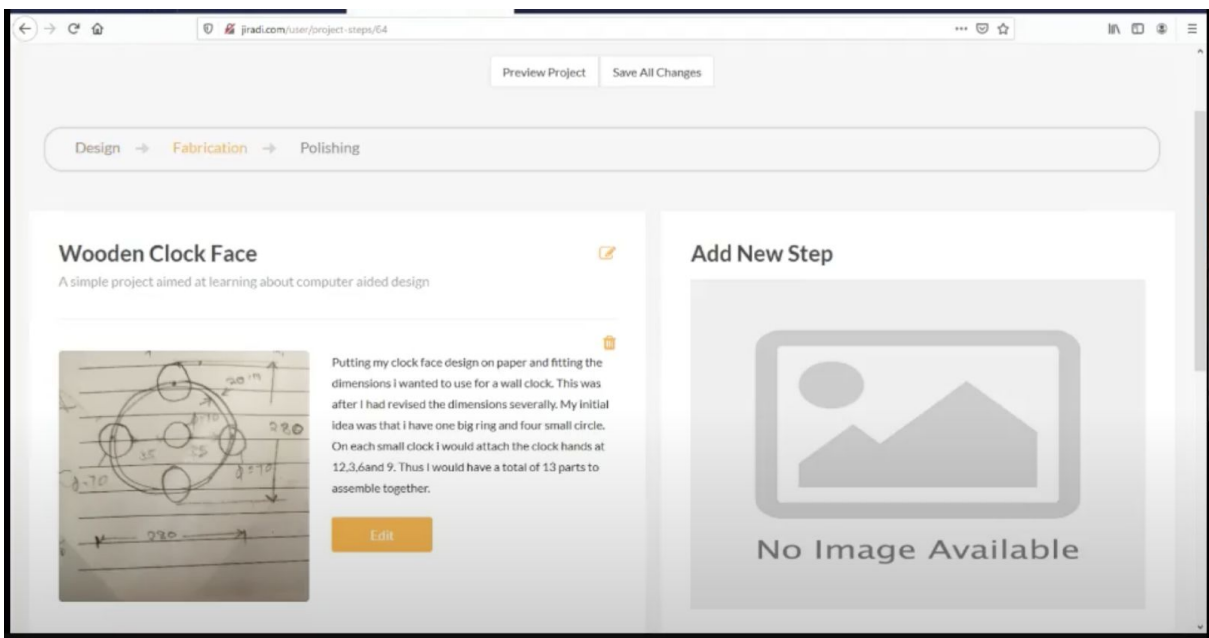 jiradi.com/user/project-steps/64
Preview Project Save All Changes
Design → Fabrication → Polishing
Wooden Clock Face
A simple project aimed at learning about computer aided design
Putting my clock face design on paper and fitting the
dimensions i wanted to use for a wall clock. This was
after I had revised the dimensions severally. My initial
idea was that i have one big ring and four small circle.
On each small clock i would attach the clock hands at
12,3,6and 9. Thus I would have a total of 13 parts to
assemble together.
Edit
280
35
280
Add New Step
No Image Available